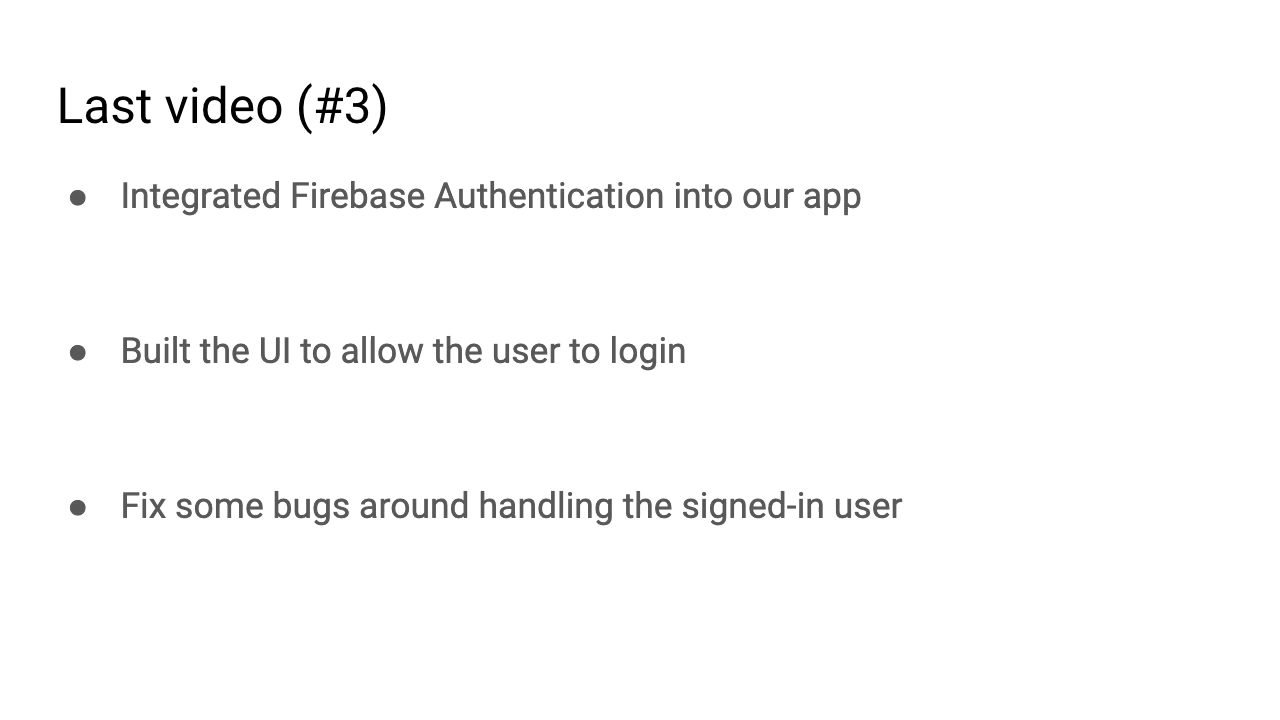 Last video (#3)
● Integrated Firebase Authentication into our app
● Built the UI to allow the user to login
● Fix some bugs around handling the signed-in user